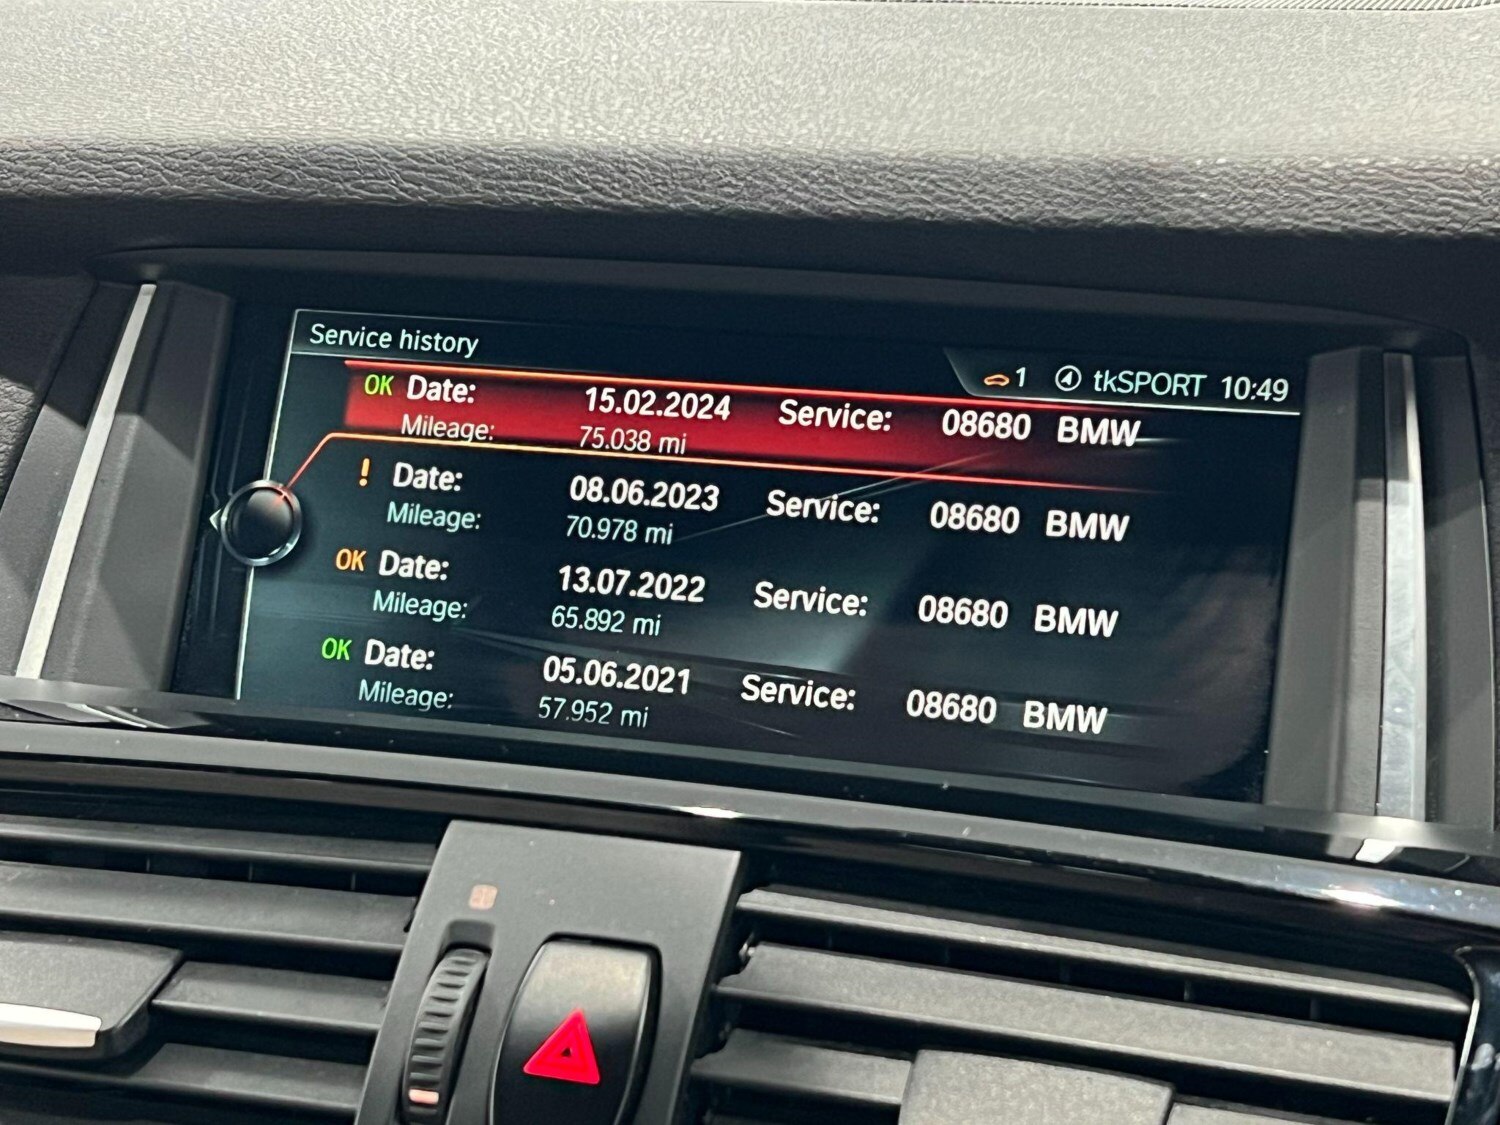 Service history
1 4 tkSPORT 10:49
OK Date: 15.02.2024 Service: 08680 BMW
Mileage: 75.038 mi
! Date: 08.06.2023 Service: 08680 BMW
Mileage: 70.978 mi
OK Date: 13.07.2022 Service: 08680 BMW
Mileage: 65.892 mi
OK Date: 05.06.2021 Service: 08680 BMW
Mileage: 57.952 mi